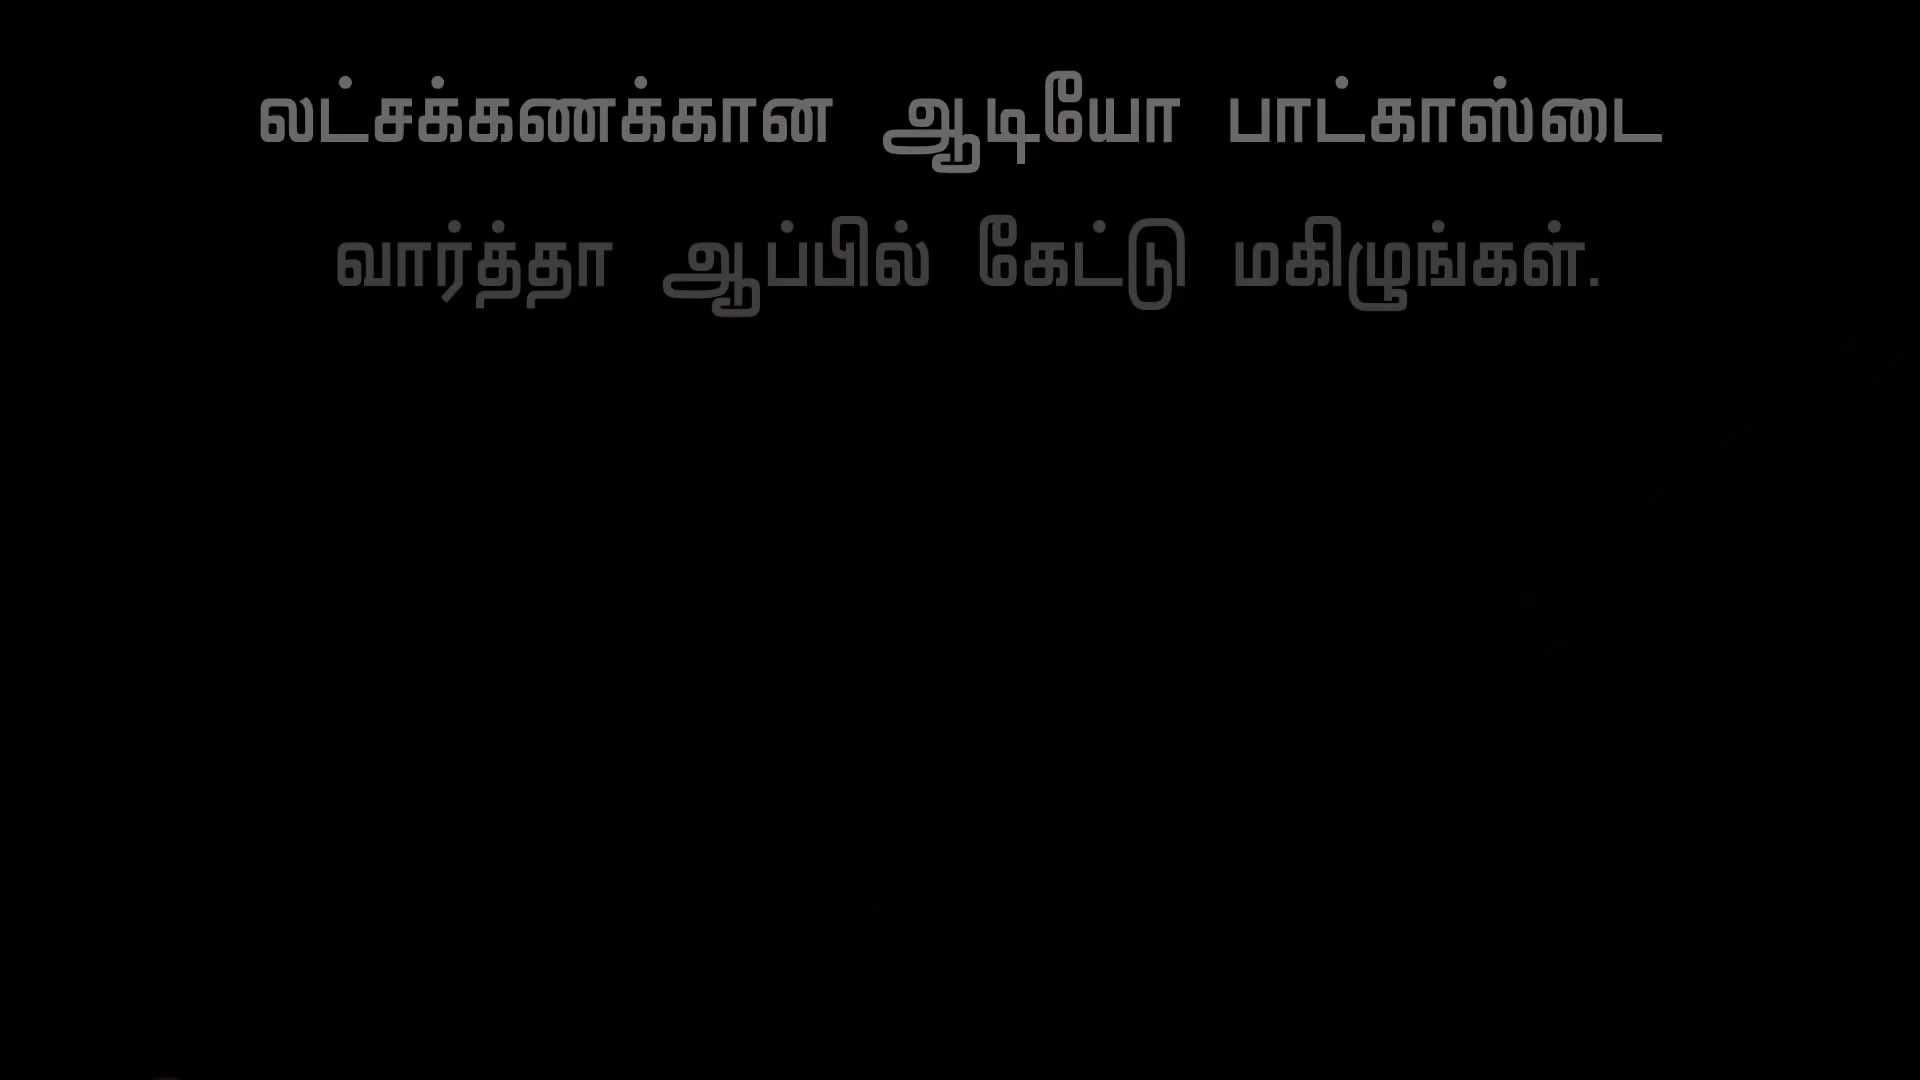 லட்சக்கணக்கான ஆடியோ பாட்காஸ்டை
வார்த்தா ஆப்பில் கேட்டு மகிழுங்கள்.